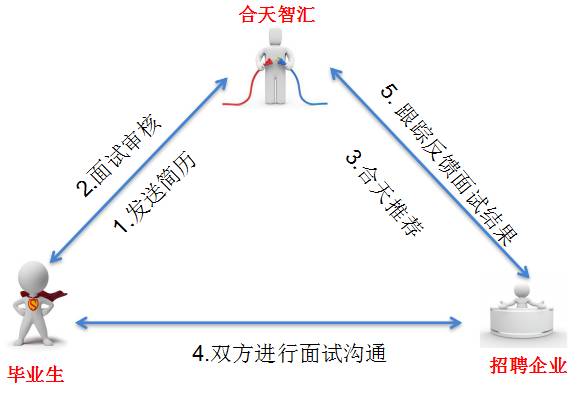 合天智汇
5. 跟踪反馈面试结果
2.面试审核
1.发送简历
3.合天推荐
4.双方进行面试沟通
毕业生
招聘企业